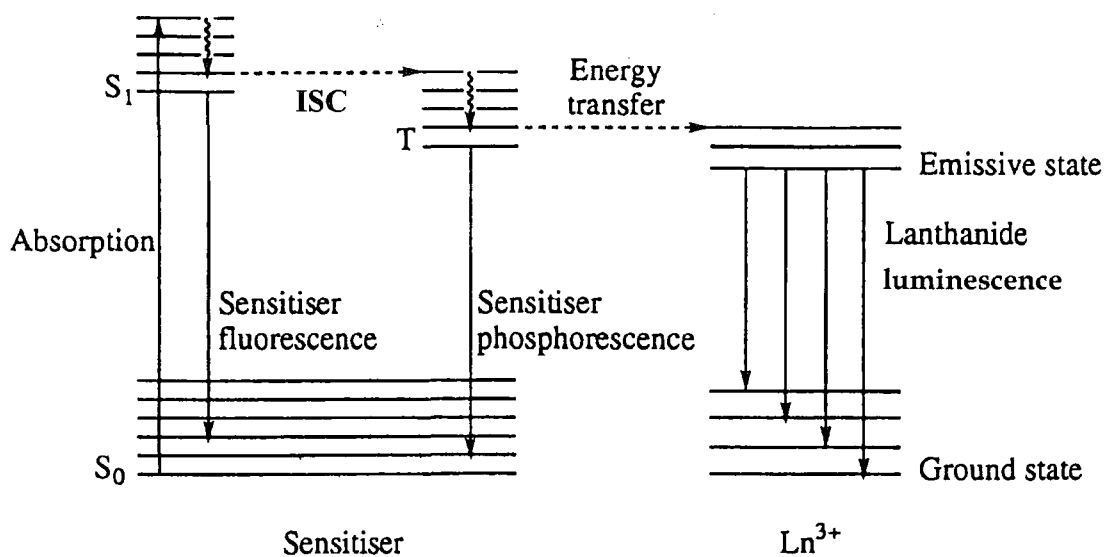 S₁
ISC
T
Energy
transfer
Emissive state
Absorption
Lanthanide
luminescence
Sensitiser
fluorescence
Sensitiser
phosphorescence
S₀
Ground state
Sensitiser
Ln³⁺